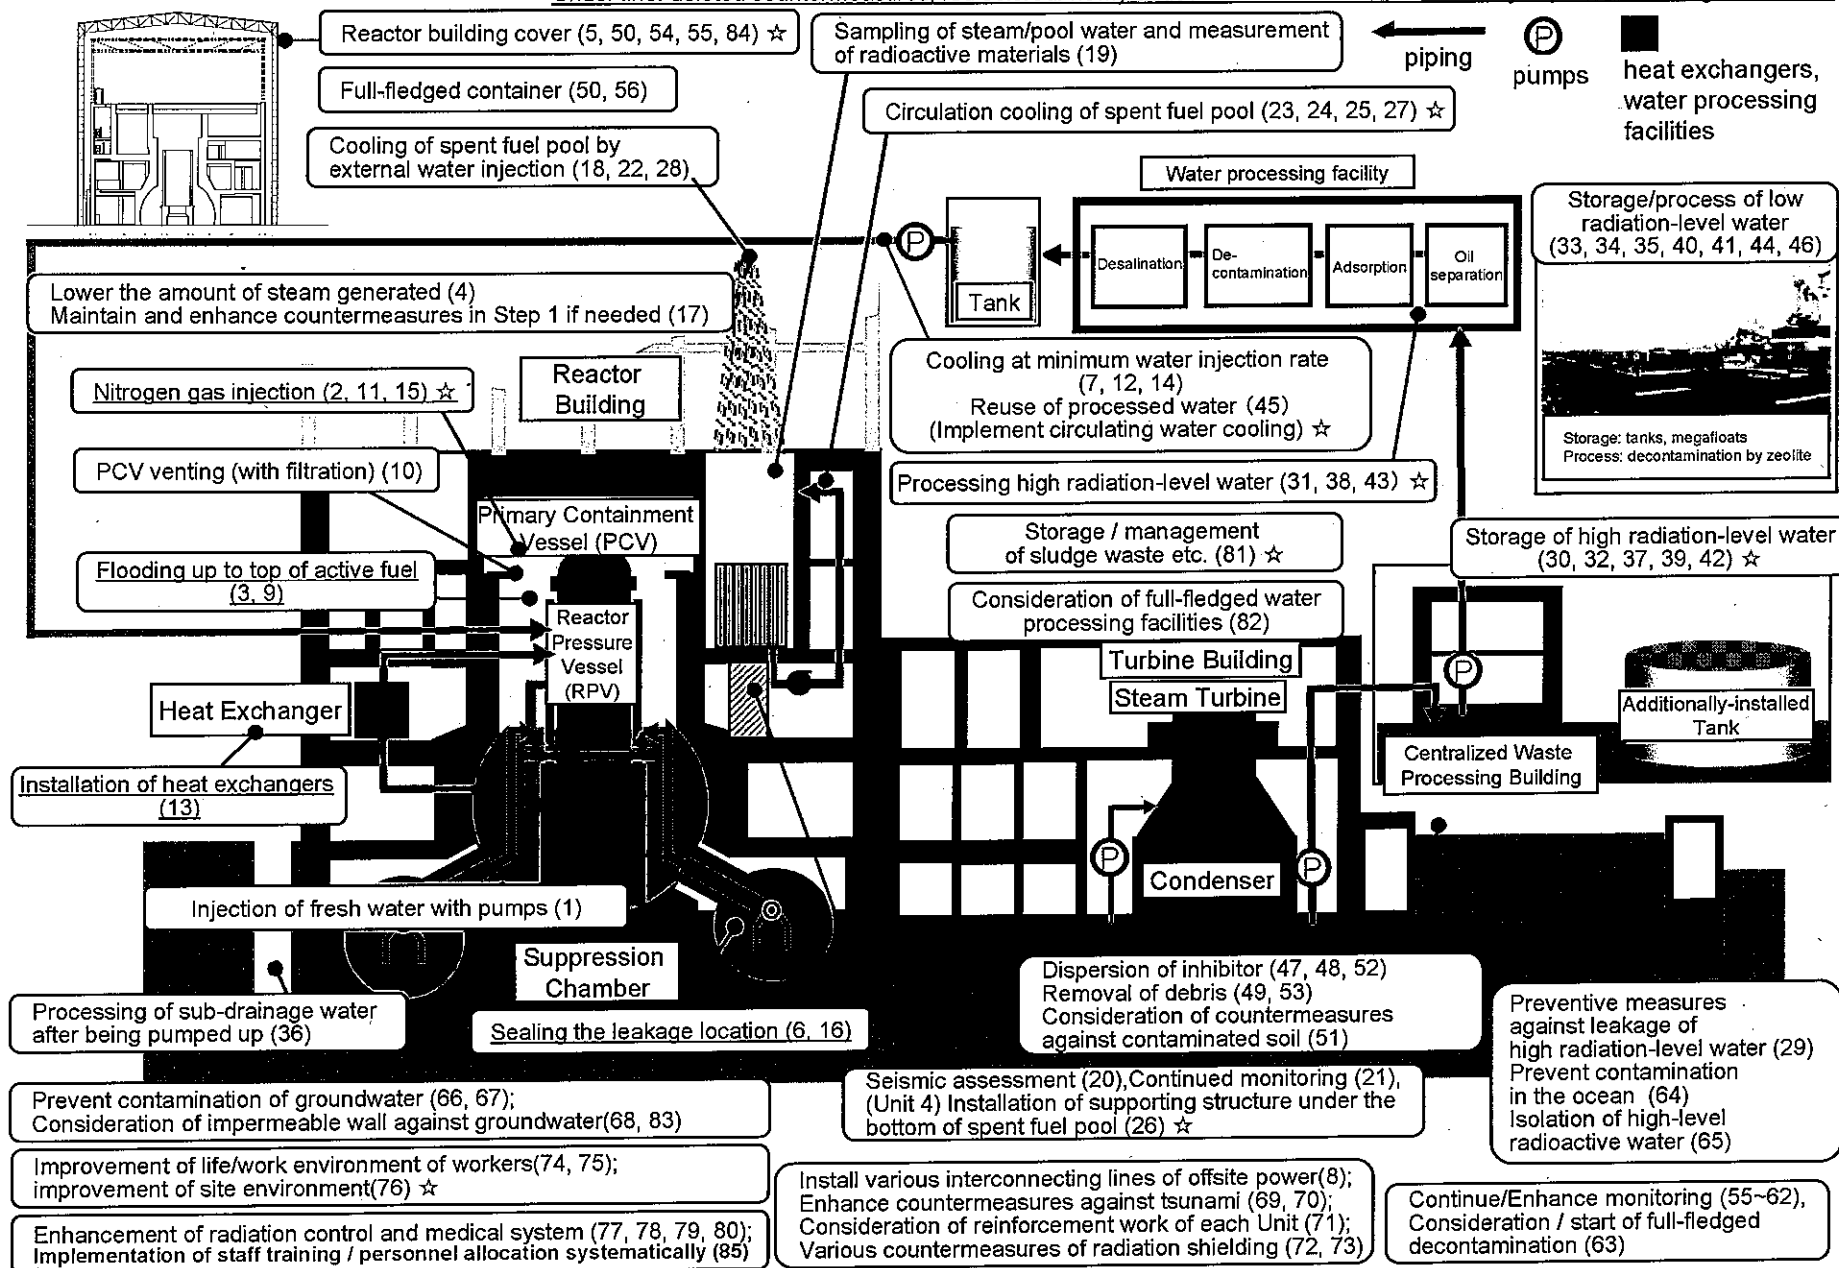 Reactor building cover (5, 50, 54, 55, 84) ☆
Full-fledged container (50, 56)
Cooling of spent fuel pool by
external water injection (18, 22, 28)
Sampling of steam/pool water and measurement
of radioactive materials (19)
Circulation cooling of spent fuel pool (23, 24, 25, 27) ☆
piping
P
pumps
heat exchangers,
water processing
facilities
Water processing facility
Desalination
De-
contamination
Adsorption
Oil
separation
P
Tank
Storage/process of low
radiation-level water
(33, 34, 35, 40, 41, 44, 46)
Storage: tanks, megafloats
Process: decontamination by zeolite
Lower the amount of steam generated (4)
Maintain and enhance countermeasures in Step 1 if needed (17)
Cooling at minimum water injection rate
(7, 12, 14)
Reuse of processed water (45)
(Implement circulating water cooling) ☆
Reactor
Building
Nitrogen gas injection (2, 11, 15) ☆
PCV venting (with filtration) (10)
Processing high radiation-level water (31, 38, 43) ☆
Primary Containment
Vessel (PCV)
Storage / management
of sludge waste etc. (81) ☆
Storage of high radiation-level water
(30, 32, 37, 39, 42) ☆
Flooding up to top of active fuel
(3, 9)
Consideration of full-fledged water
processing facilities (82)
Reactor
Pressure
Vessel
(RPV)
Turbine Building
Steam Turbine
P
Heat Exchanger
Additionally-installed
Tank
Centralized Waste
Processing Building
Installation of heat exchangers
(13)
P
Condenser
P
Injection of fresh water with pumps (1)
Suppression
Chamber
Dispersion of inhibitor (47, 48, 52)
Removal of debris (49, 53)
Consideration of countermeasures
against contaminated soil (51)
Processing of sub-drainage water
after being pumped up (36)
Sealing the leakage location (6, 16)
Preventive measures
against leakage of
high radiation-level water (29)
Prevent contamination
in the ocean (64)
Isolation of high-level
radioactive water (65)
Prevent contamination of groundwater (66, 67);
Consideration of impermeable wall against groundwater(68, 83)
Seismic assessment (20),Continued monitoring (21),
(Unit 4) Installation of supporting structure under the
bottom of spent fuel pool (26) ☆
Improvement of life/work environment of workers(74, 75);
improvement of site environment(76) ☆
Enhancement of radiation control and medical system (77, 78, 79, 80);
Implementation of staff training / personnel allocation systematically (85)
Install various interconnecting lines of offsite power(8);
Enhance countermeasures against tsunami (69, 70);
Consideration of reinforcement work of each Unit (71);
Various countermeasures of radiation shielding (72, 73)
Continue/Enhance monitoring (55~62),
Consideration / start of full-fledged
decontamination (63)